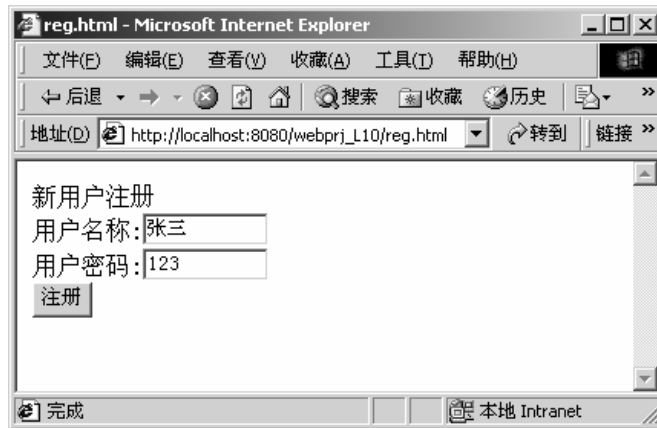 reg.html - Microsoft Internet Explorer
文件(F) 编辑(E) 查看(V) 收藏(A) 工具(T) 帮助(H)
后退 搜索 收藏 历史 »
地址(D) http://localhost:8080/webprj_L10/reg.html 转到 链接 »
新用户注册
用户名称:张三
用户密码:123
注册
完成 本地 Intranet